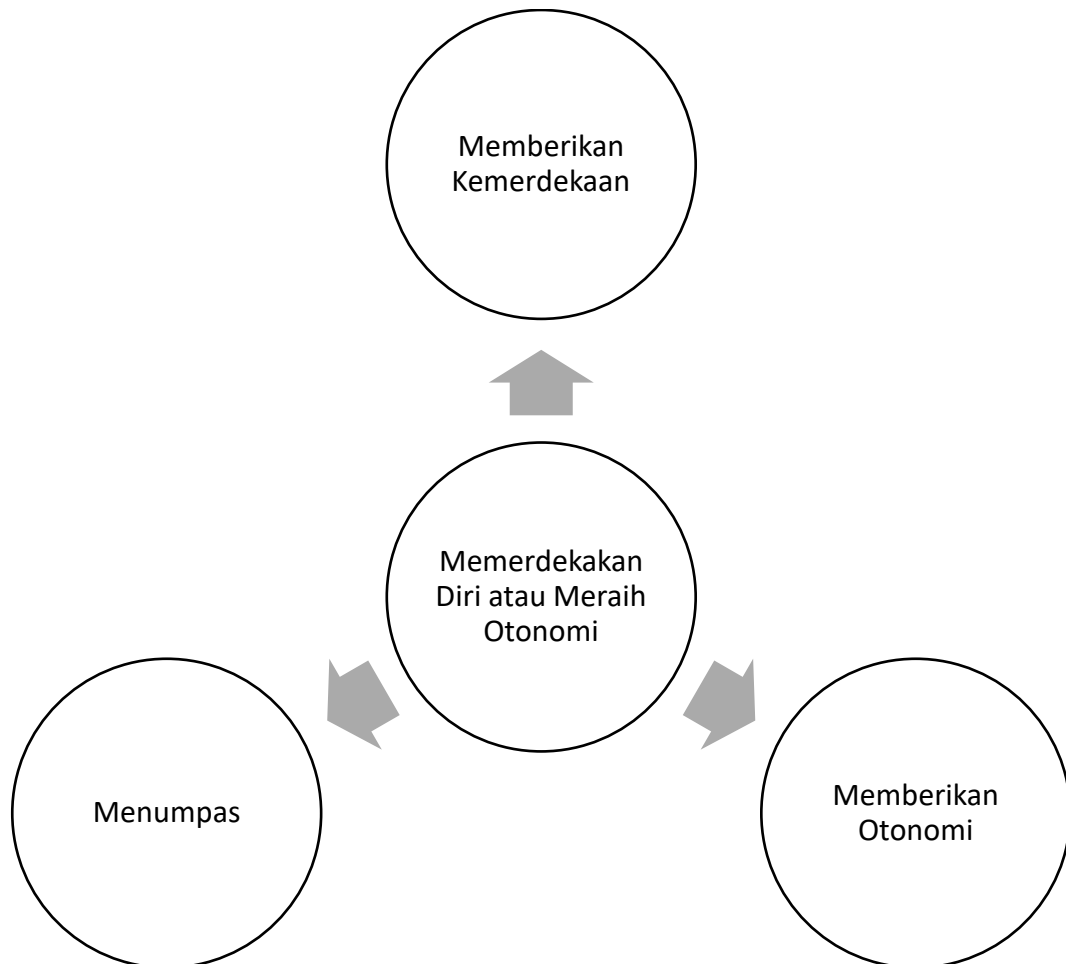 Memberikan
Kemerdekaan
Memerdekakan
Diri atau Meraih
Otonomi
Menumpas
Memberikan
Otonomi